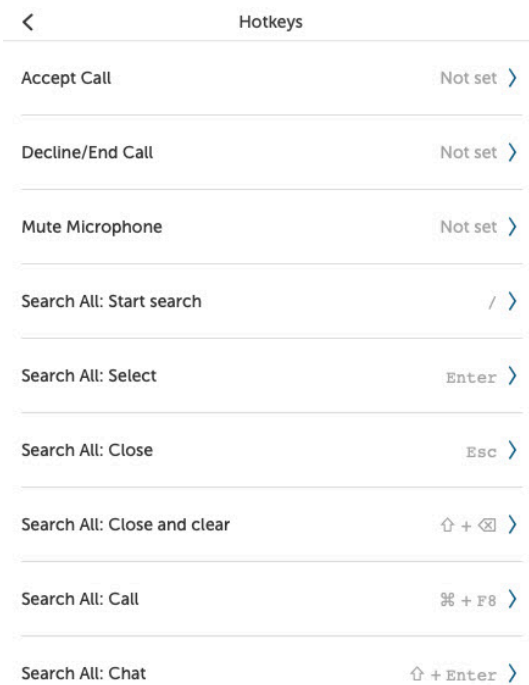 Hotkeys
Accept Call Not set
Decline/End Call Not set
Mute Microphone Not set
Search All: Start search /
Search All: Select Enter
Search All: Close Esc
Search All: Close and clear ⇧ + ⌫
Search All: Call ⌘ + F8
Search All: Chat ⇧ + Enter